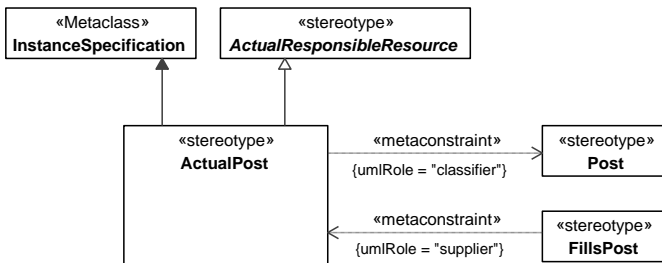 «Metaclass»
InstanceSpecification
«stereotype»
ActualResponsibleResource
«stereotype»
ActualPost
«metaconstraint»
{umlRole = "classifier"}
«stereotype»
Post
«metaconstraint»
{umlRole = "supplier"}
«stereotype»
FillsPost